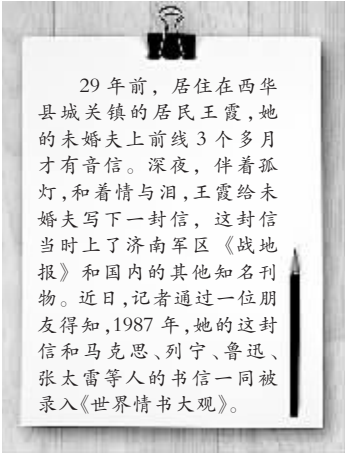 29 年前，居住在西华
县城关镇的居民王霞，她
的未婚夫上前线 3 个多月
才有音信。深夜，伴着孤
灯，和着情与泪，王霞给未
婚夫写下一封信，这封信
当时上了济南军区《战地
报》和国内的其他知名刊
物。近日，记者通过一位朋
友得知，1987 年，她的这封
信和马克思、列宁、鲁迅、
张太雷等人的书信一同被
录入《世界情书大观》。